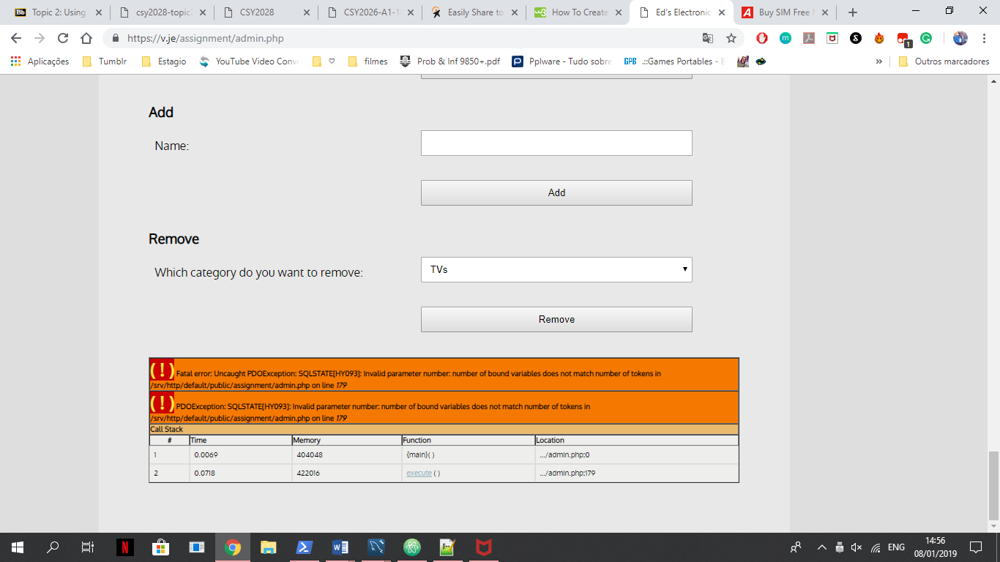 Bb Topic 2: Using csy2028-topic CSY2028 CSY2026-A1-1 Easily Share to How To Create Ed's Electronic Buy SIM Free
https://v.je/assignment/admin.php
1
Aplicações Tumblr Estagio YouTube Video Conv filmes Prob & Inf 9850+.pdf Pplware - Tudo sobre GPB .::Games Portables - » Outros marcadores
Add
Name:
Add
Remove
Which category do you want to remove: TVs
Remove
( ! ) Fatal error: Uncaught PDOException: SQLSTATE[HY093]: Invalid parameter number: number of bound variables does not match number of tokens in
/srv/http/default/public/assignment/admin.php on line 179
( ! ) PDOException: SQLSTATE[HY093]: Invalid parameter number: number of bound variables does not match number of tokens in
/srv/http/default/public/assignment/admin.php on line 179
Call Stack
# Time Memory Function Location
1 0.0069 404048 {main}( ) .../admin.php:0
2 0.0718 422016 execute ( ) .../admin.php:179
ENG 14:56
08/01/2019